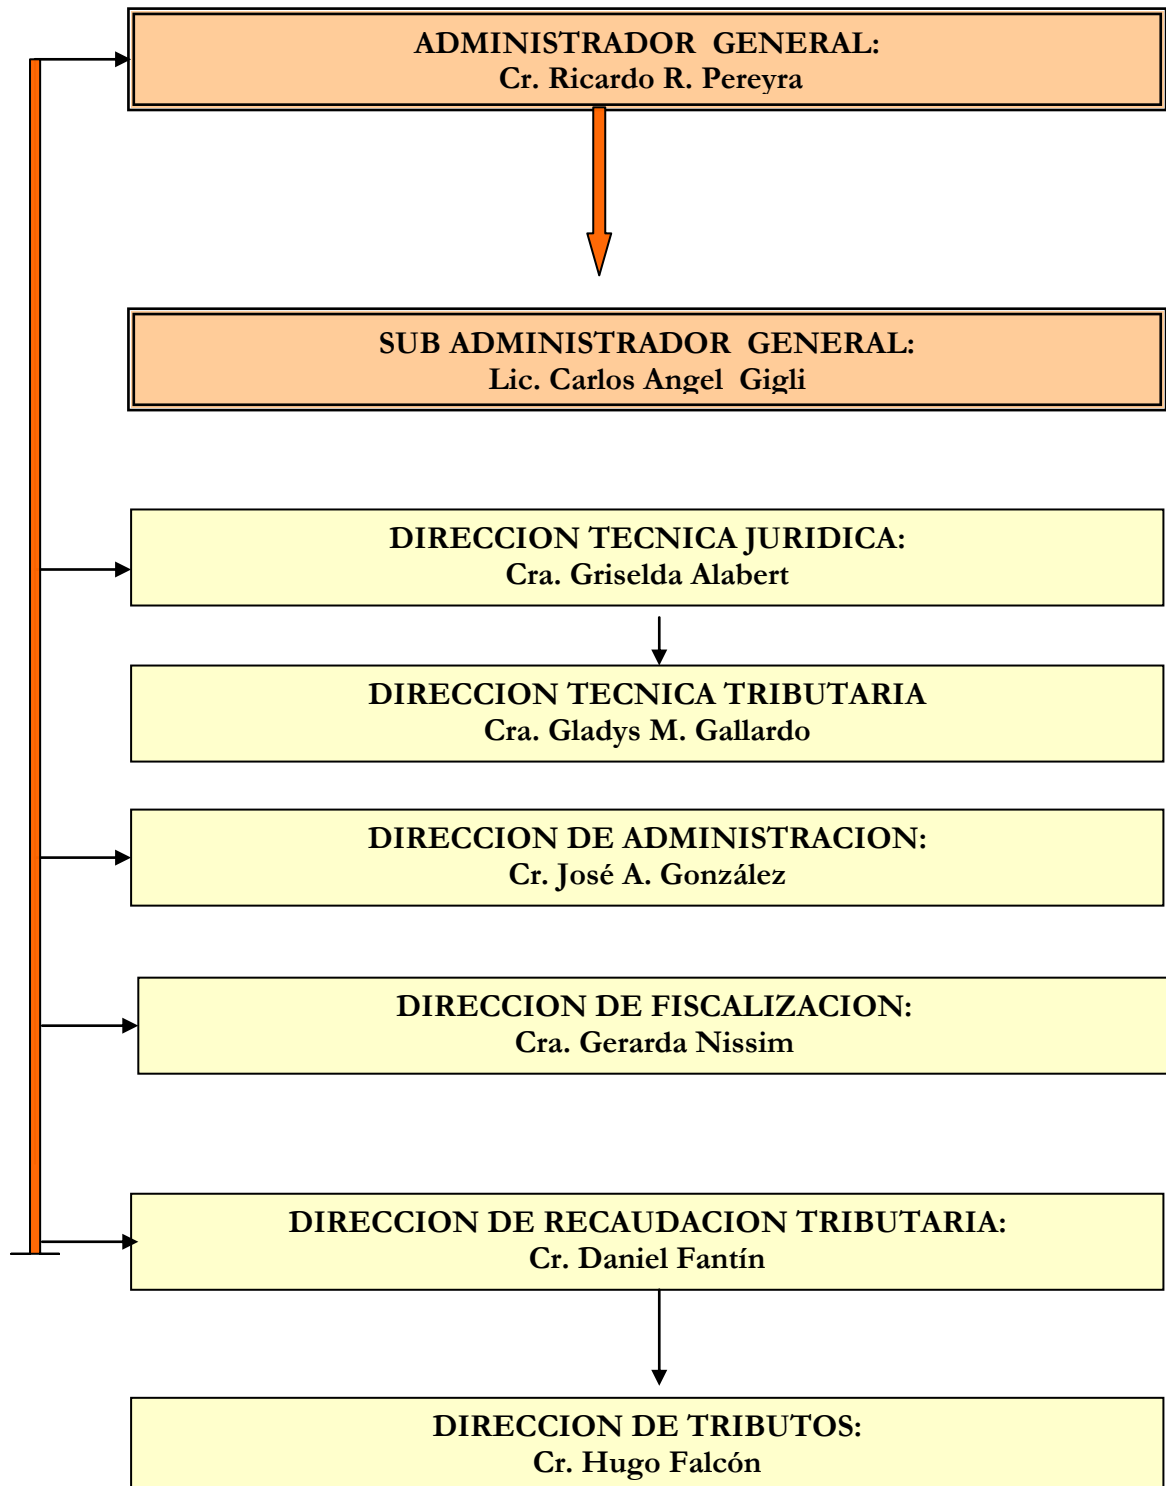 ADMINISTRADOR GENERAL:
Cr. Ricardo R. Pereyra
SUB ADMINISTRADOR GENERAL:
Lic. Carlos Angel Gigli
DIRECCION TECNICA JURIDICA:
Cra. Griselda Alabert
DIRECCION TECNICA TRIBUTARIA
Cra. Gladys M. Gallardo
DIRECCION DE ADMINISTRACION:
Cr. José A. González
DIRECCION DE FISCALIZACION:
Cra. Gerarda Nissim
DIRECCION DE RECAUDACION TRIBUTARIA:
Cr. Daniel Fantín
DIRECCION DE TRIBUTOS:
Cr. Hugo Falcón